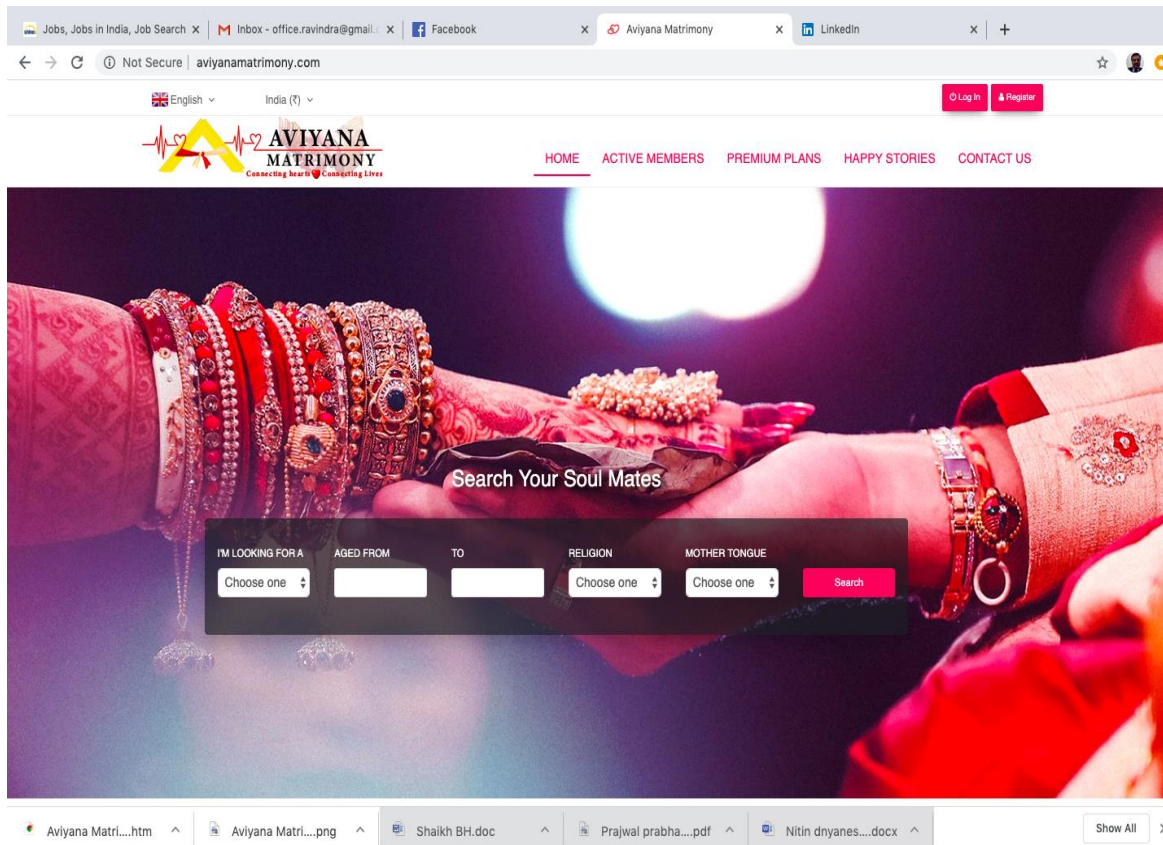 Jobs, Jobs in India, Job Search
Inbox - office.ravindra@gmail.c
Facebook
Aviyana Matrimony
LinkedIn
Not Secure | aviyanamatrimony.com
English
India (₹)
Log In
Register
AVIYANA
MATRIMONY
Connecting hearts Connecting Lives
HOME ACTIVE MEMBERS PREMIUM PLANS HAPPY STORIES CONTACT US
Search Your Soul Mates
I'M LOOKING FOR A AGED FROM TO RELIGION MOTHER TONGUE
Choose one Choose one Choose one Search
Aviyana Matri....htm Aviyana Matri....png Shaikh BH.doc Prajwal prabha....pdf Nitin dnyanes....docx Show All